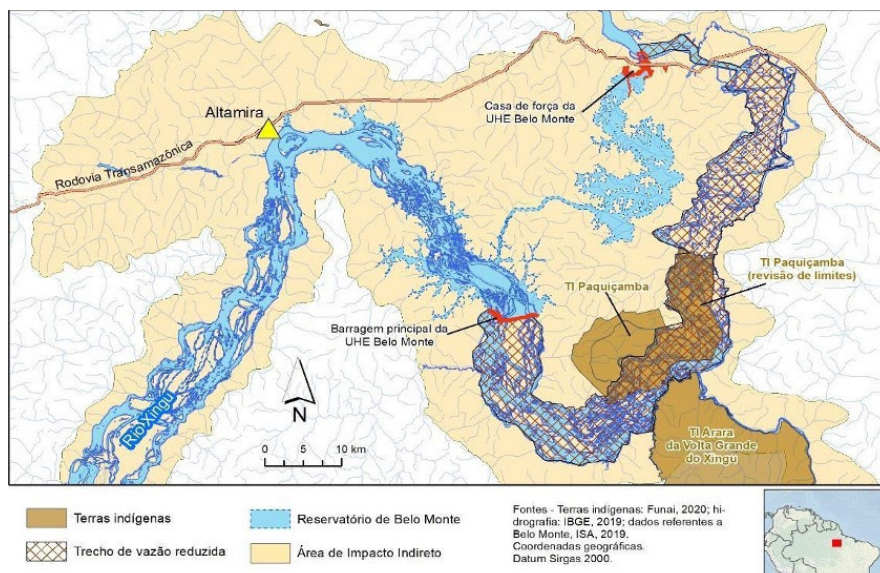 Altamira
Rodovia Transamazônica
Casa de força da
UHE Belo Monte
TI Paquiçamba
TI Paquiçamba
(revisão de limites)
Barragem principal da
UHE Belo Monte
Rio Xingu
N
0 5 10 km
TI Arara
da Volta Grande
do Xingu
Terras indígenas
Trecho de vazão reduzida
Reservatório de Belo Monte
Área de Impacto Indireto
Fontes - Terras indígenas: Funai, 2020; hi-
drografia: IBGE, 2019; dados referentes a
Belo Monte, ISA, 2019.
Coordenadas geográficas.
Datum Sirgas 2000.